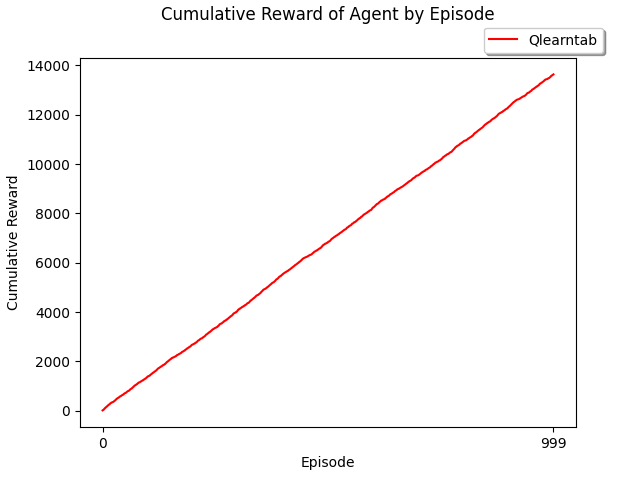 Cumulative Reward of Agent by Episode
Qlearntab
14000
12000
10000
8000
6000
4000
2000
0
Cumulative Reward
0 999
Episode